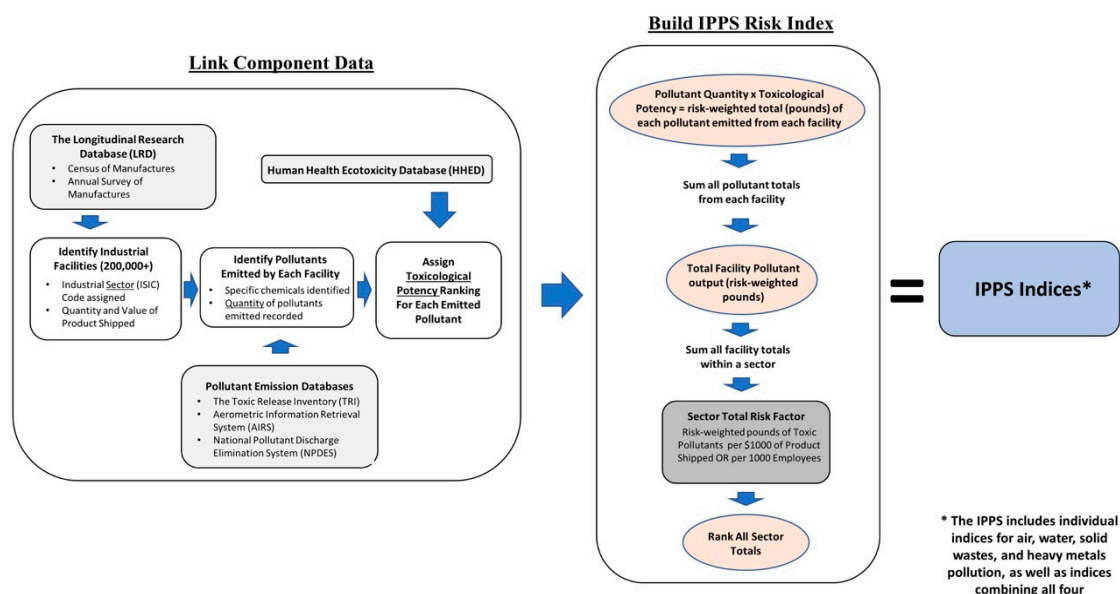 Build IPPS Risk Index
Link Component Data
The Longitudinal Research
Database (LRD)
• Census of Manufactures
• Annual Survey of
Manufactures
Human Health Ecotoxicity Database (HHED)
Identify Industrial
Facilities (200,000+)
• Industrial Sector (ISIC)
Code assigned
• Quantity and Value of
Product Shipped
Identify Pollutants
Emitted by Each Facility
• Specific chemicals identified
• Quantity of pollutants
emitted recorded
Assign
Toxicological
Potency Ranking
For Each Emitted
Pollutant
Pollutant Emission Databases
• The Toxic Release Inventory (TRI)
• Aerometric Information Retrieval
System (AIRS)
• National Pollutant Discharge
Elimination System (NPDES)
Pollutant Quantity x Toxicological
Potency = risk-weighted total (pounds) of
each pollutant emitted from each facility
Sum all pollutant totals
from each facility
Total Facility Pollutant
output (risk-weighted
pounds)
Sum all facility totals
within a sector
Sector Total Risk Factor
Risk-weighted pounds of Toxic
Pollutants per $1000 of Product
Shipped OR per 1000 Employees
Rank All Sector
Totals
=
IPPS Indices*
* The IPPS includes individual
indices for air, water, solid
wastes, and heavy metals
pollution, as well as indices
combining all four